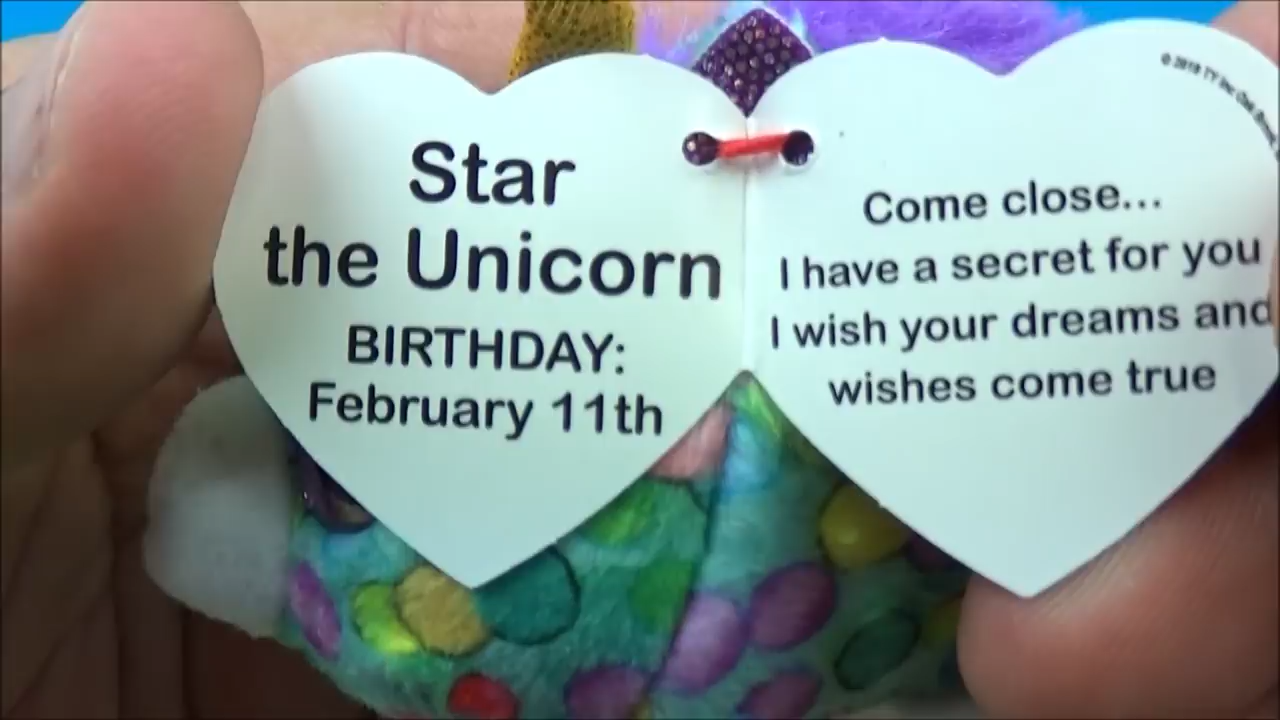 Star
the Unicorn
BIRTHDAY:
February 11th
Come close...
I have a secret for you
I wish your dreams and
wishes come true